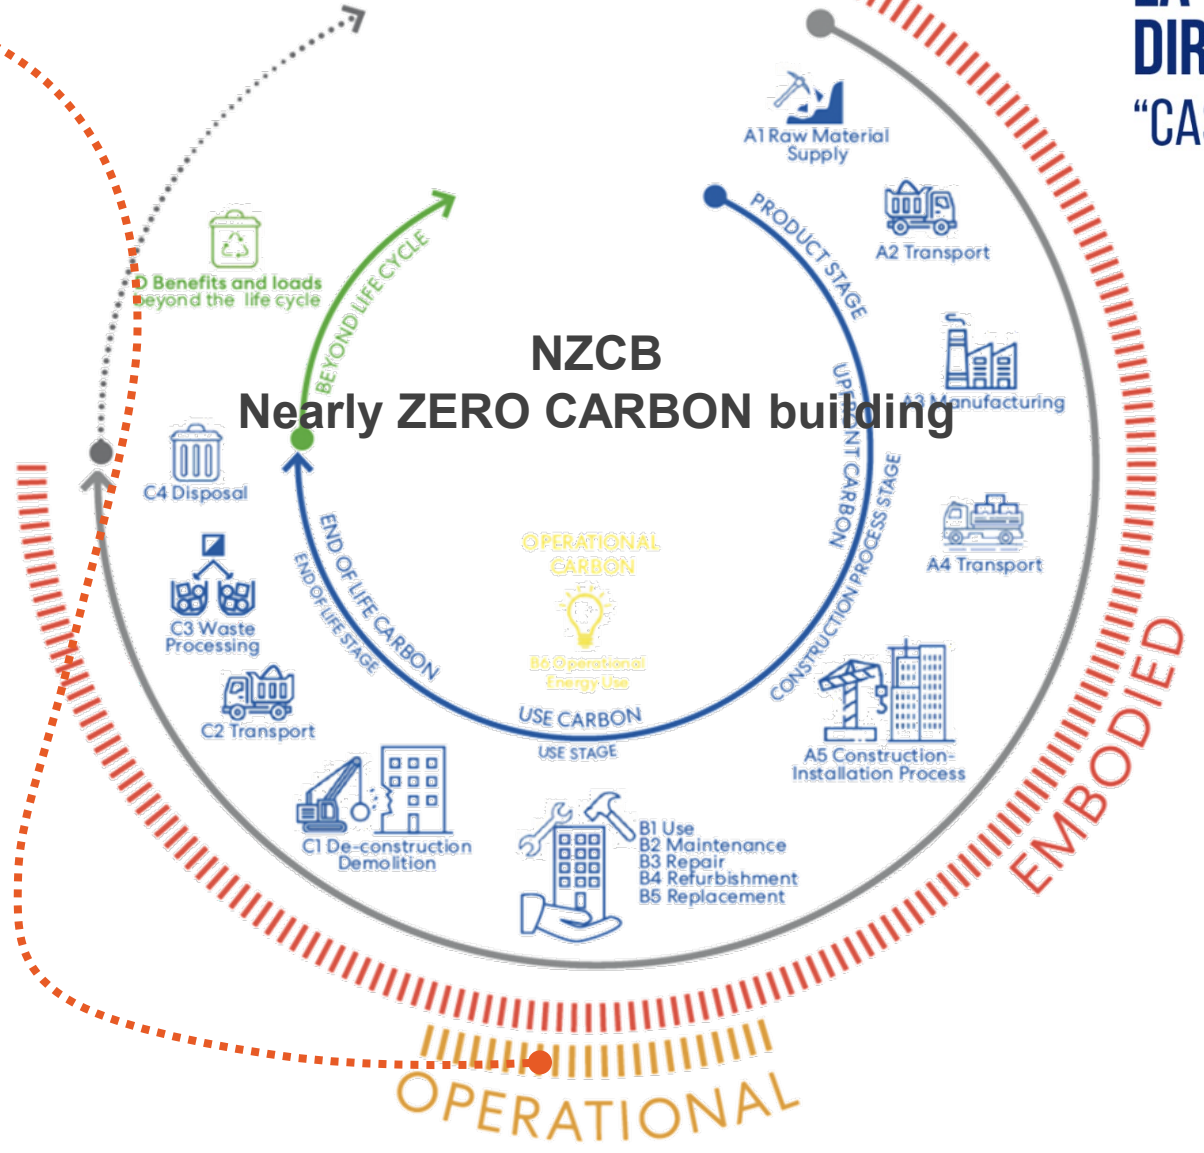 DIR
“CAS
A1 Raw Material
Supply
A2 Transport
PRODUCT STAGE
D Benefits and loads
beyond the life cycle
BEYOND LIFE CYCLE
NZCB
Nearly ZERO CARBON building
A3 Manufacturing
UPFRONT CARBON
CONSTRUCTION PROCESS STAGE
C4 Disposal
A4 Transport
OPERATIONAL
CARBON
B6 Operational
Energy Use
END OF LIFE CARBON
END OF LIFE STAGE
C3 Waste
Processing
C2 Transport
USE CARBON
USE STAGE
A5 Construction-
Installation Process
C1 De-construction
Demolition
B1 Use
B2 Maintenance
B3 Repair
B4 Refurbishment
B5 Replacement
EMBODIED
OPERATIONAL